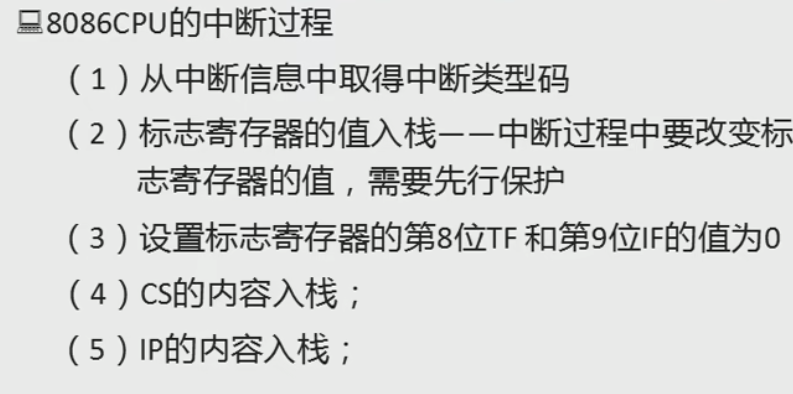 8086CPU的中断过程
（1）从中断信息中取得中断类型码
（2）标志寄存器的值入栈——中断过程中要改变标
志寄存器的值，需要先行保护
（3）设置标志寄存器的第8位TF 和第9位IF的值为0
（4）CS的内容入栈；
（5）IP的内容入栈；